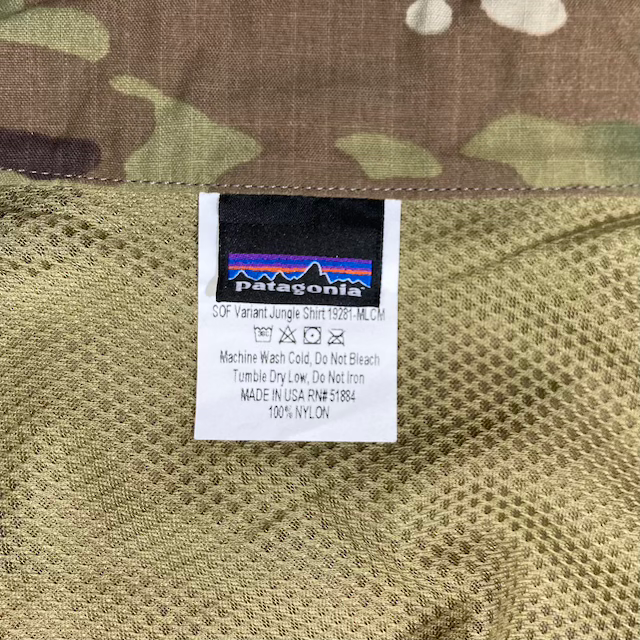 patagonia
SOF Variant Jungle Shirt 19281-MLCM
Machine Wash Cold, Do Not Bleach
Tumble Dry Low, Do Not Iron
MADE IN USA RN# 51884
100% NYLON